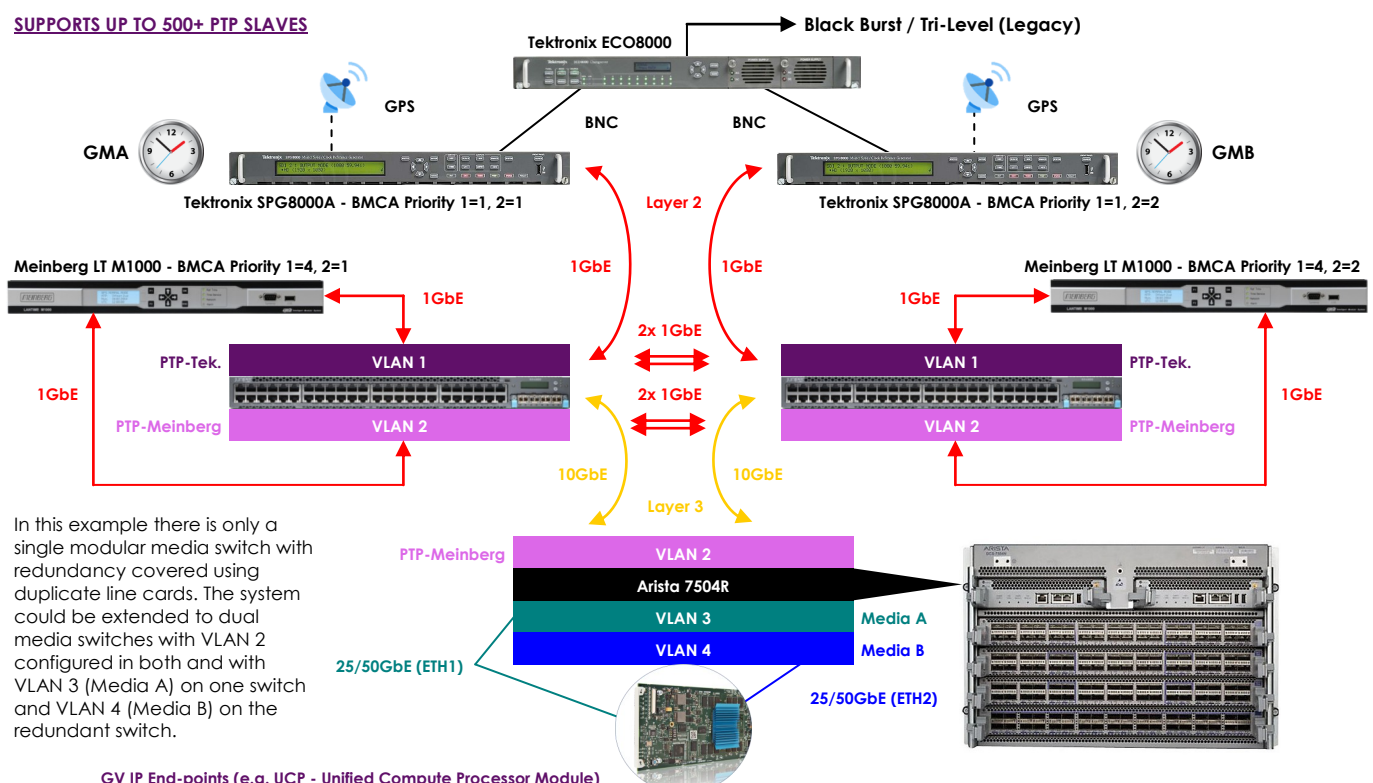 SUPPORTS UP TO 500+ PTP SLAVES
Black Burst / Tri-Level (Legacy)
Tektronix ECO8000
GPS
GPS
BNC
BNC
GMA
GMB
Tektronix SPG8000A - BMCA Priority 1=1, 2=1
Tektronix SPG8000A - BMCA Priority 1=1, 2=2
Layer 2
Meinberg LT M1000 - BMCA Priority 1=4, 2=1
1GbE
1GbE
Meinberg LT M1000 - BMCA Priority 1=4, 2=2
1GbE
1GbE
2x 1GbE
PTP-Tek.
VLAN 1
VLAN 1
PTP-Tek.
1GbE
2x 1GbE
1GbE
PTP-Meinberg
VLAN 2
VLAN 2
PTP-Meinberg
10GbE
10GbE
Layer 3
In this example there is only a
single modular media switch with
redundancy covered using
duplicate line cards. The system
could be extended to dual
media switches with VLAN 2
configured in both and with
VLAN 3 (Media A) on one switch
and VLAN 4 (Media B) on the
redundant switch.
PTP-Meinberg
VLAN 2
Arista 7504R
VLAN 3
Media A
VLAN 4
Media B
25/50GbE (ETH1)
25/50GbE (ETH2)
ARISTA
GV IP End-points (e.g. UCP - Unified Compute Processor Module)